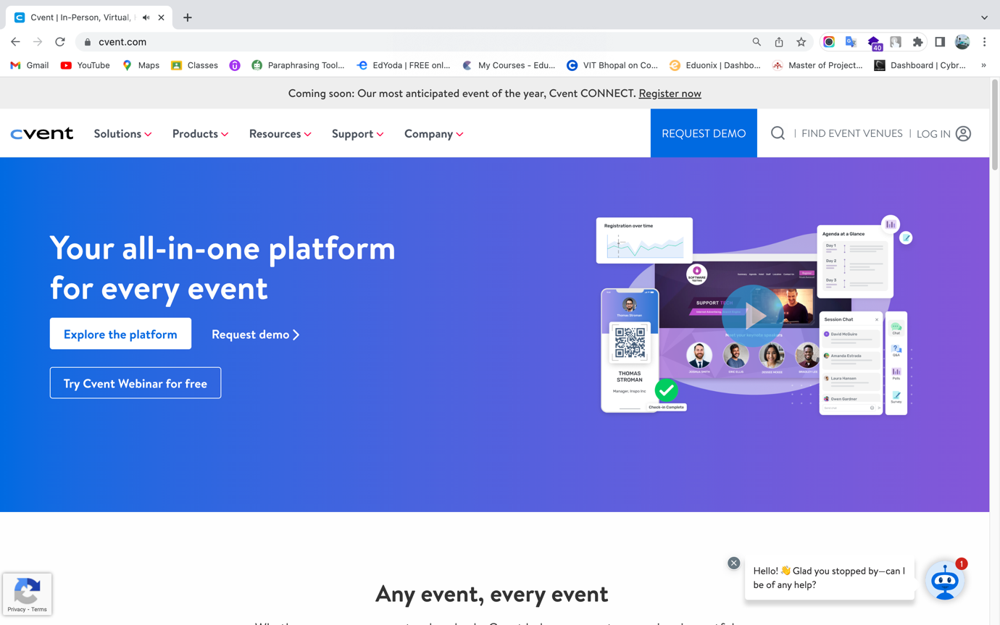 Cvent | In-Person, Virtual,
cvent.com
40
Gmail
YouTube
Maps
Classes
Paraphrasing Tool...
EdYoda | FREE onl...
My Courses - Edu...
VIT Bhopal on Co...
Eduonix | Dashbo...
Master of Project...
Dashboard | Cybr...
»
Coming soon: Our most anticipated event of the year, Cvent CONNECT. Register now
cvent
Solutions
Products
Resources
Support
Company
REQUEST DEMO
| FIND EVENT VENUES | LOG IN
Your all-in-one platform
for every event
Explore the platform
Request demo
Try Cvent Webinar for free
Registration over time
Agenda at a Glance
Day 1
Day 2
Day 3
SOFTWARE
TESTING
SUPPORT TECH
Meet your favorite speakers
Thomas Stroman
THOMAS
STROMAN
Manager, Inspo Inc
Check-in Complete
Session Chat
David McGuire
Amanda Estrada
Laura Hansen
Owen Gardner
Chat
Q&A
Polls
Survey
Any event, every event
Hello! 👋 Glad you stopped by—can I
be of any help?
1
Privacy - Terms